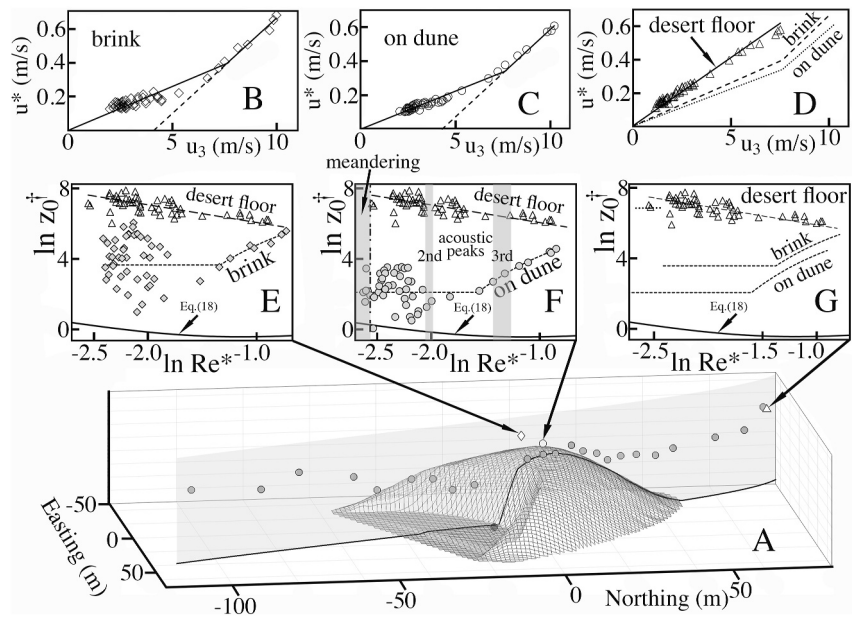 0.6
0.4
0.2
u* (m/s)
brink
B
0
5
10
u₃ (m/s)
0.6
0.4
0.2
u* (m/s)
on dune
C
0
5
10
u₃ (m/s)
0.6
0.4
0.2
u* (m/s)
desert floor
brink
on dune
D
0
5
10
u₃ (m/s)
meandering
8
4
0
ln z₀†
desert floor
brink
Eq.(18)
E
-2.5
-2.0
-1.0
ln Re*
8
4
0
ln z₀†
desert floor
acoustic
peaks
2nd
3rd
on dune
Eq.(18)
F
-2.5
-2.0
-1.0
ln Re*
8
4
0
ln z₀†
desert floor
brink
on dune
Eq.(18)
G
-2.5
-2.0
-1.0
ln Re*
-50
0
50
Easting (m)
A
-100
-50
0
50
Northing (m)